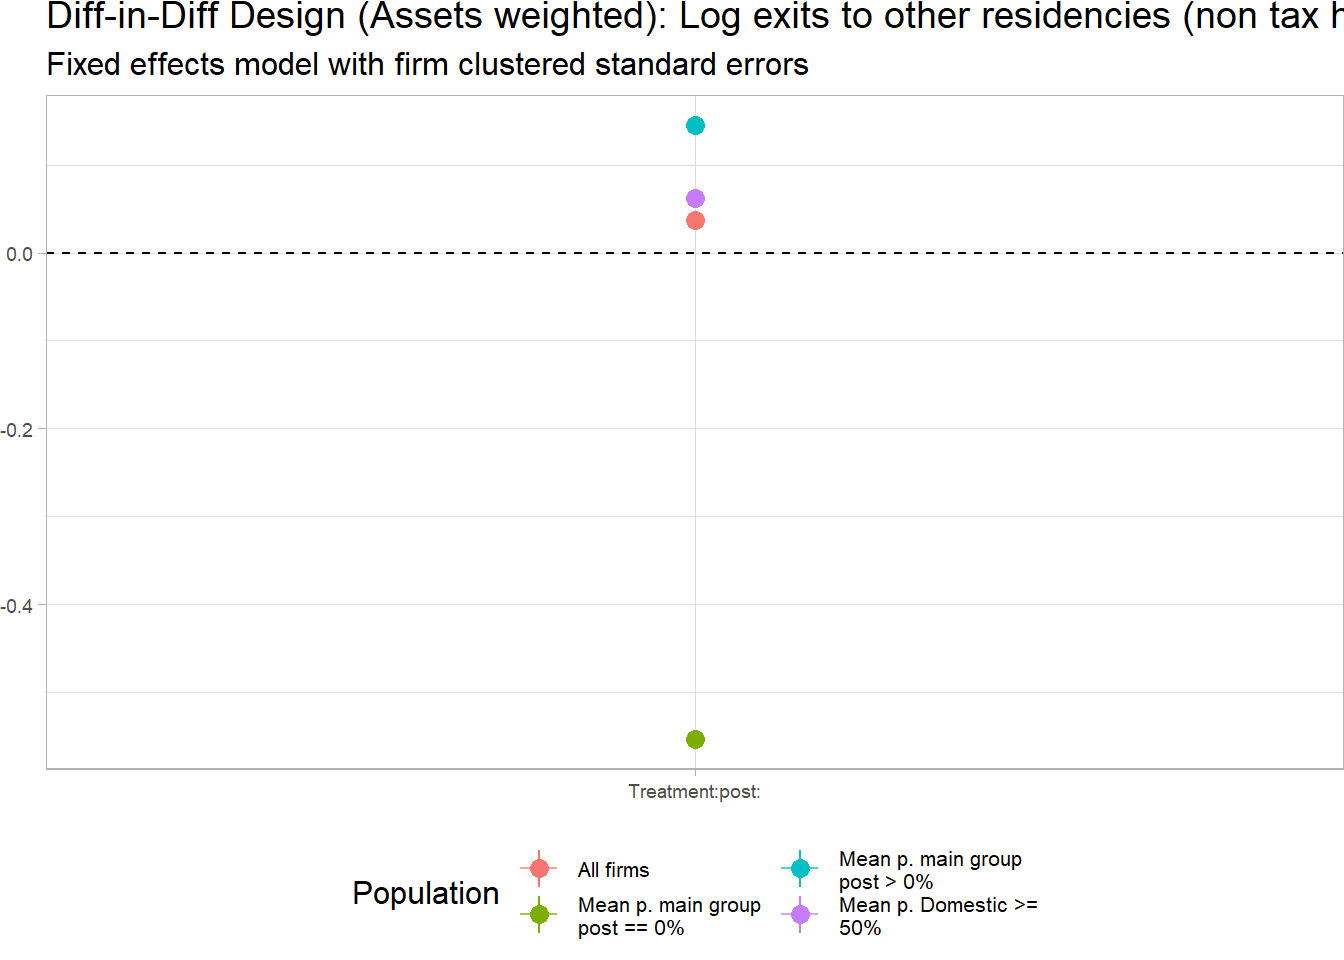 Diff-in-Diff Design (Assets weighted): Log exits to other residencies (non tax
Fixed effects model with firm clustered standard errors
0.0
-0.2
-0.4
Treatment:post:
Population
All firms
Mean p. main group
post == 0%
Mean p. main group
post > 0%
Mean p. Domestic >=
50%